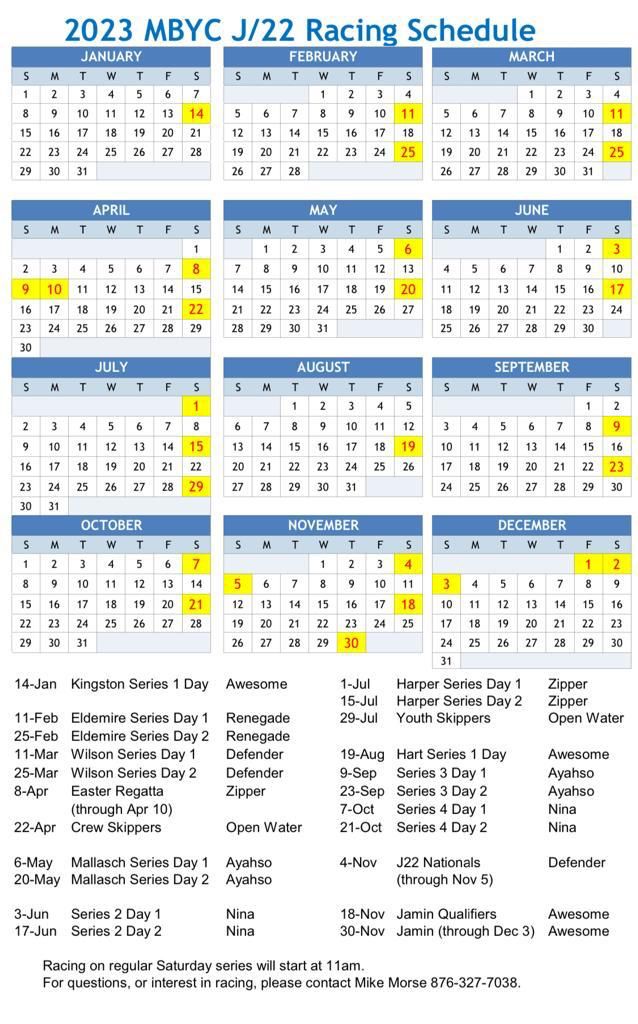 2023 MBYC J/22 Racing Schedule
JANUARY FEBRUARY MARCH
S M T W T F S S M T W T F S S M T W T F S
1 2 3 4 5 6 7 1 2 3 4 1 2 3 4
8 9 10 11 12 13 14 5 6 7 8 9 10 11 5 6 7 8 9 10 11
15 16 17 18 19 20 21 12 13 14 15 16 17 18 12 13 14 15 16 17 18
22 23 24 25 26 27 28 19 20 21 22 23 24 25 19 20 21 22 23 24 25
29 30 31 26 27 28 26 27 28 29 30 31
APRIL MAY JUNE
S M T W T F S S M T W T F S S M T W T F S
1 1 2 3 4 5 6 1 2 3
2 3 4 5 6 7 8 7 8 9 10 11 12 13 4 5 6 7 8 9 10
9 10 11 12 13 14 15 14 15 16 17 18 19 20 11 12 13 14 15 16 17
16 17 18 19 20 21 22 21 22 23 24 25 26 27 18 19 20 21 22 23 24
23 24 25 26 27 28 29 28 29 30 31 25 26 27 28 29 30
30
JULY AUGUST SEPTEMBER
S M T W T F S S M T W T F S S M T W T F S
1 1 2 3 4 5 1 2
2 3 4 5 6 7 8 6 7 8 9 10 11 12 3 4 5 6 7 8 9
9 10 11 12 13 14 15 13 14 15 16 17 18 19 10 11 12 13 14 15 16
16 17 18 19 20 21 22 20 21 22 23 24 25 26 17 18 19 20 21 22 23
23 24 25 26 27 28 29 27 28 29 30 31 24 25 26 27 28 29 30
30 31
OCTOBER NOVEMBER DECEMBER
S M T W T F S S M T W T F S S M T W T F S
1 2 3 4 5 6 7 1 2 3 4 1 2
8 9 10 11 12 13 14 5 6 7 8 9 10 11 3 4 5 6 7 8 9
15 16 17 18 19 20 21 12 13 14 15 16 17 18 10 11 12 13 14 15 16
22 23 24 25 26 27 28 19 20 21 22 23 24 25 17 18 19 20 21 22 23
29 30 31 26 27 28 29 30 24 25 26 27 28 29 30
31
14-Jan Kingston Series 1 Day Awesome
11-Feb Eldemire Series Day 1 Renegade
25-Feb Eldemire Series Day 2 Renegade
11-Mar Wilson Series Day 1 Defender
25-Mar Wilson Series Day 2 Defender
8-Apr Easter Regatta Zipper
(through Apr 10)
22-Apr Crew Skippers Open Water
6-May Mallasch Series Day 1 Ayahso
20-May Mallasch Series Day 2 Ayahso
3-Jun Series 2 Day 1 Nina
17-Jun Series 2 Day 2 Nina
1-Jul Harper Series Day 1 Zipper
15-Jul Harper Series Day 2 Zipper
29-Jul Youth Skippers Open Water
19-Aug Hart Series 1 Day Awesome
9-Sep Series 3 Day 1 Ayahso
23-Sep Series 3 Day 2 Ayahso
7-Oct Series 4 Day 1 Nina
21-Oct Series 4 Day 2 Nina
4-Nov J22 Nationals Defender
(through Nov 5)
18-Nov Jamin Qualifiers Awesome
30-Nov Jamin (through Dec 3) Awesome
Racing on regular Saturday series will start at 11am.
For questions, or interest in racing, please contact Mike Morse 876-327-7038.